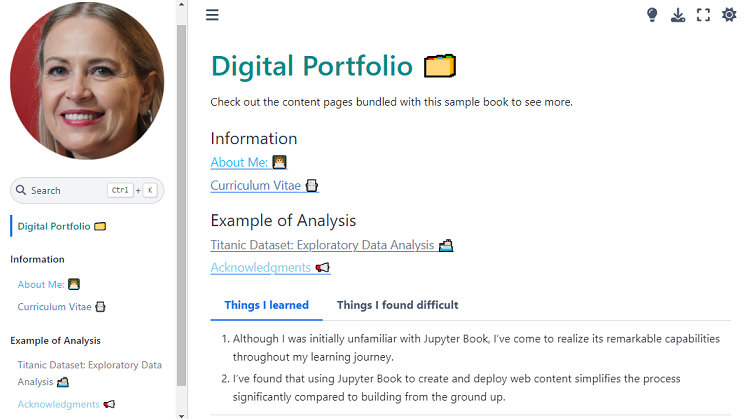 Search Ctrl + K
Digital Portfolio
Information
About Me:
Curriculum Vitae
Example of Analysis
Titanic Dataset: Exploratory Data
Analysis
Acknowledgments
Digital Portfolio
Check out the content pages bundled with this sample book to see more.
Information
About Me:
Curriculum Vitae
Example of Analysis
Titanic Dataset: Exploratory Data Analysis
Acknowledgments
Things I learned Things I found difficult
1. Although I was initially unfamiliar with Jupyter Book, I've come to realize its remarkable capabilities
throughout my learning journey.
2. I've found that using Jupyter Book to create and deploy web content simplifies the process
significantly compared to building from the ground up.